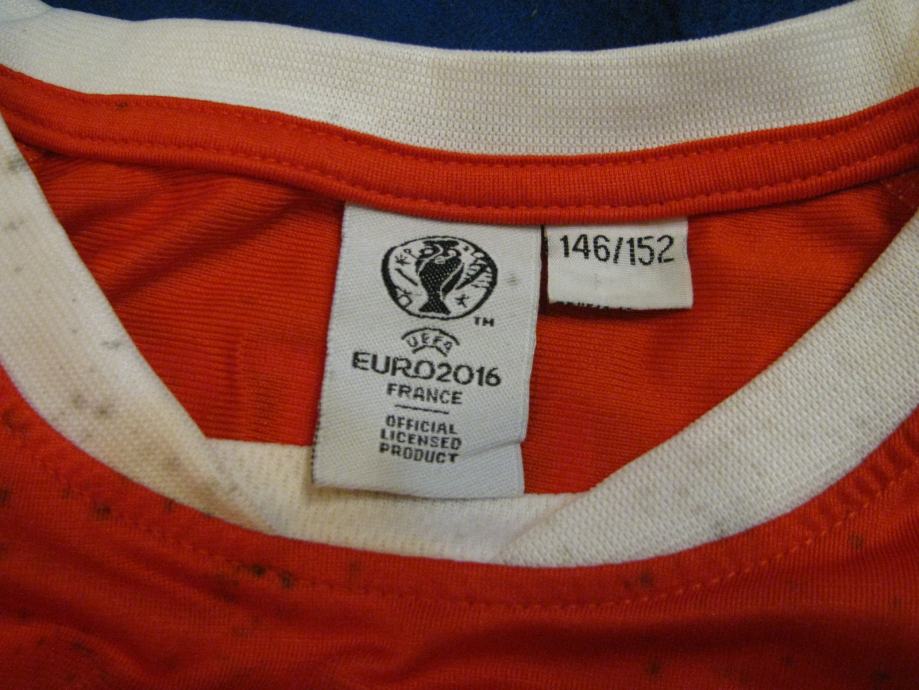 TM
UEFA
EURO2016
FRANCE
OFFICIAL
LICENSED
PRODUCT
146/152